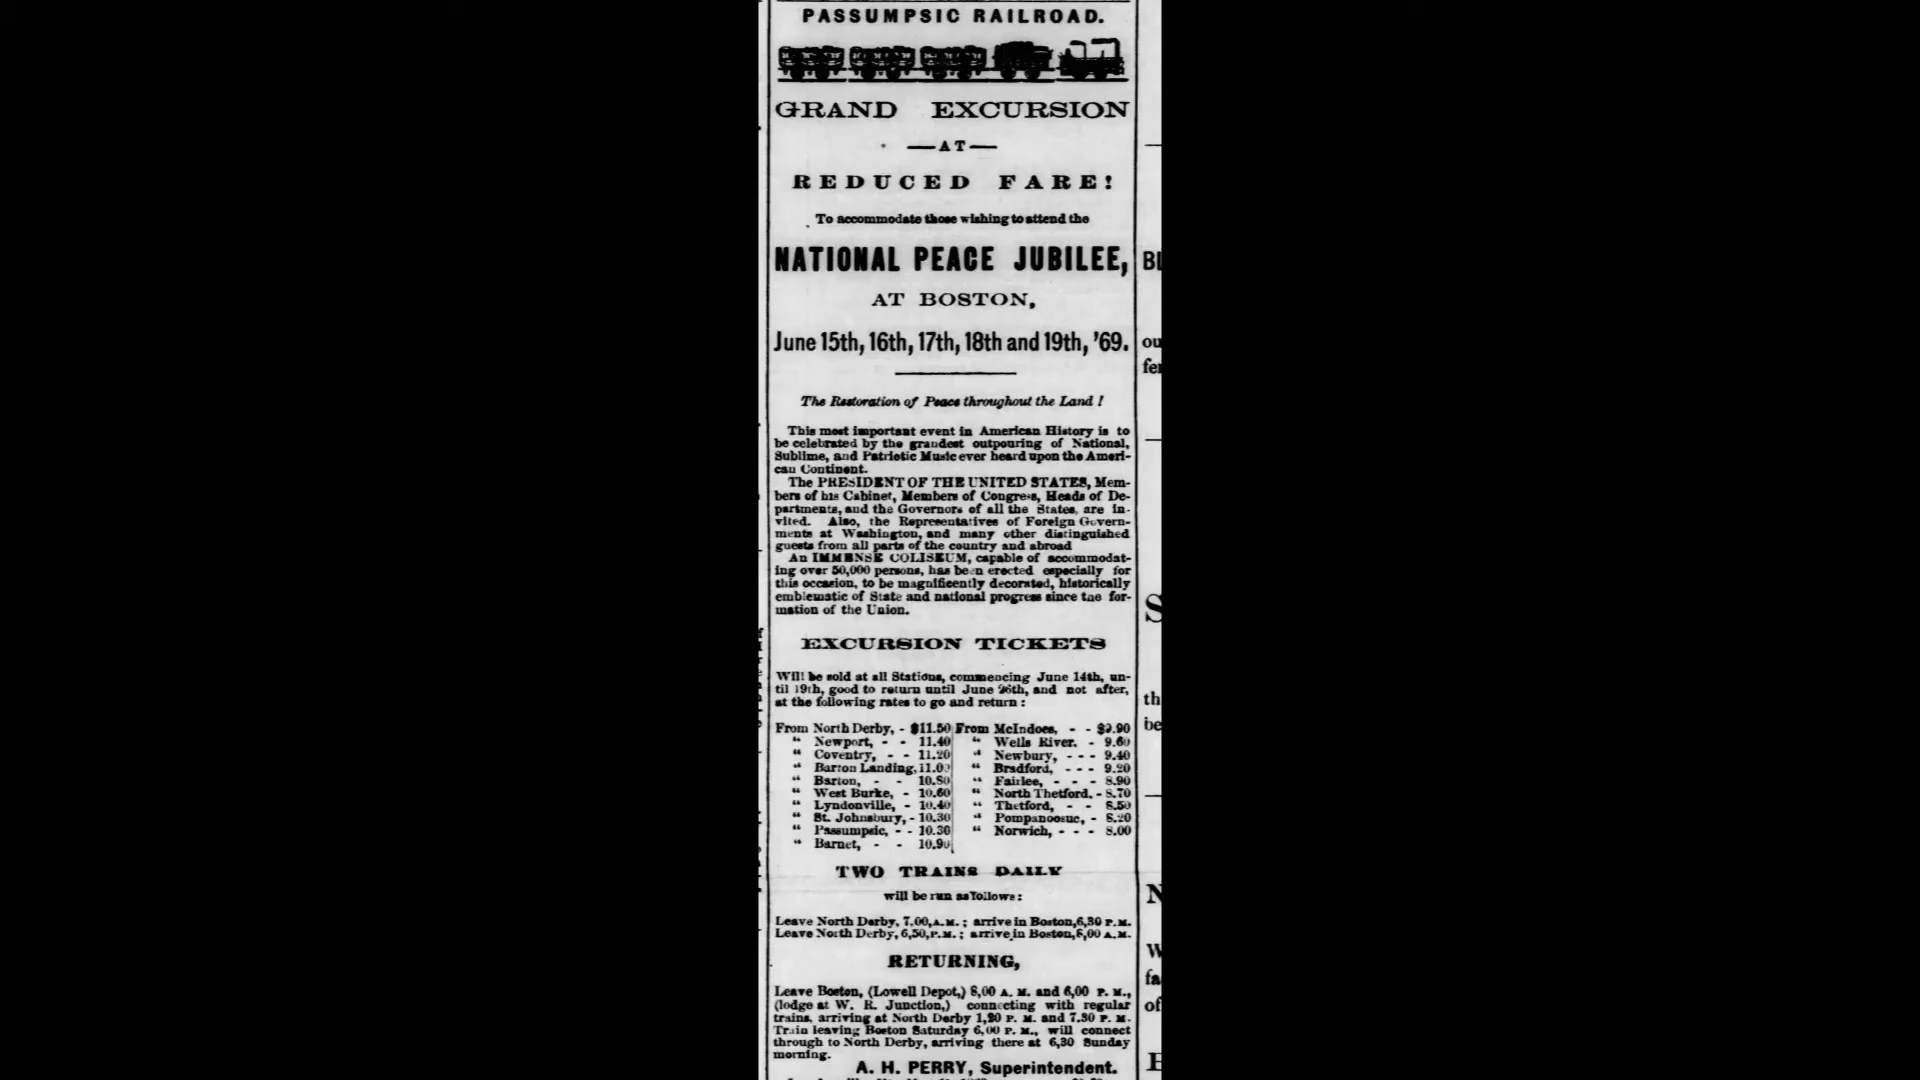 PASSUMPSIC RAILROAD.
GRAND EXCURSION
—AT—
REDUCED FARE!
To accommodate those wishing to attend the
NATIONAL PEACE JUBILEE,
AT BOSTON,
June 15th, 16th, 17th, 18th and 19th, '69.
The Restoration of Peace throughout the Land!
This most important event in American History is to
be celebrated by the grandest outpouring of National,
Sublime, and Patriotic Music ever heard upon the Ameri-
can Continent.
The PRESIDENT OF THE UNITED STATES, Mem-
bers of his Cabinet, Members of Congress, Heads of De-
partments, and the Governors of all the States, are in-
vited. Also, the Representatives of Foreign Govern-
ments at Washington, and many other distinguished
guests from all parts of the country and abroad
An IMMENSE COLISEUM, capable of accommodat-
ing over 50,000 persons, has been erected especially for
this occasion, to be magnificently decorated, historically
emblematic of State and national progress since the for-
mation of the Union.
EXCURSION TICKETS
Will be sold at all Stations, commencing June 14th, un-
til 19th, good to return until June 26th, and not after,
at the following rates to go and return:
From North Derby, - $11.50
" Newport, - - 11.40
" Coventry, - - 11.20
" Barton Landing, 11.00
" Barton, - - 10.80
" West Burke, - 10.60
" Lyndonville, - 10.40
" St. Johnsbury, - 10.30
" Passumpsic, - - 10.30
" Barnet, - - 10.90
From McIndoes, - - $9.90
" Wells River. - 9.60
" Newbury, - - - 9.40
" Bradford, - - - 9.20
" Fairlee, - - - 8.90
" North Thetford. - 8.70
" Thetford, - - 8.50
" Pompanoosuc, - 8.20
" Norwich, - - - 8.00
TWO TRAINS DAILY
will be run as follows:
Leave North Derby, 7,00, A.M.; arrive in Boston, 6,30 P.M.
Leave North Derby, 6,50, P.M.; arrive in Boston, 8,00 A.M.
RETURNING,
Leave Boston, (Lowell Depot,) 8,00 A. M. and 6,00 P. M.,
(lodge at W. R. Junction,) connecting with regular
trains, arriving at North Derby P. M. and 7.30 P. M.
Train leaving Boston Saturday 6,00 P. M., will connect
through to North Derby, arriving there at 6,30 Sunday
morning.
A. H. PERRY, Superintendent.